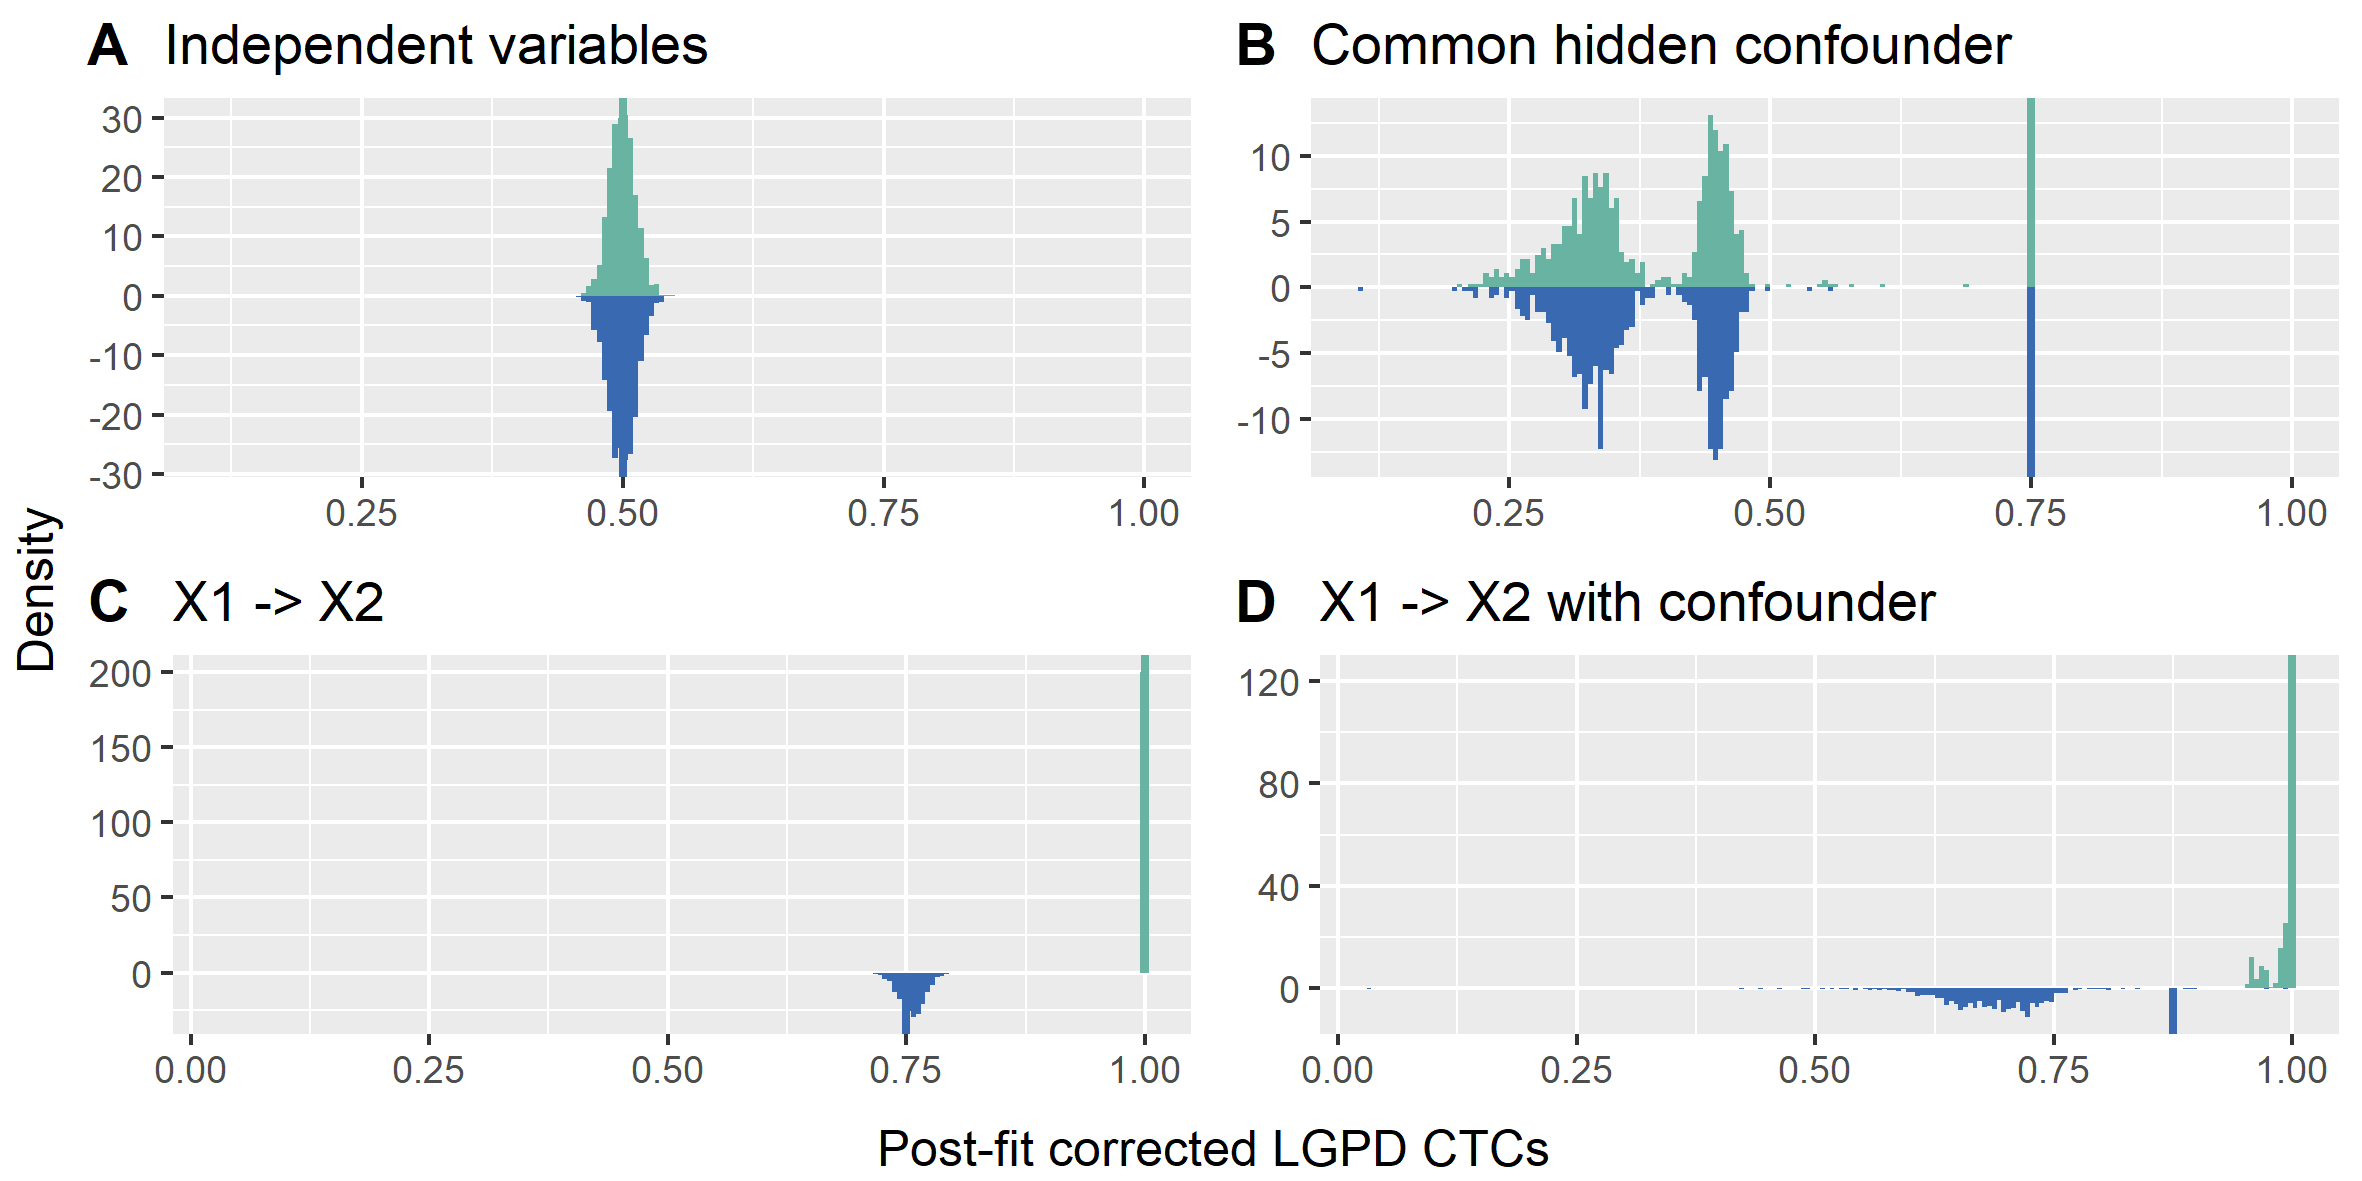 A Independent variables
30
20
10
0
-10
-20
-30
0.25 0.50 0.75 1.00
B Common hidden confounder
10
5
0
-5
-10
0.25 0.50 0.75 1.00
Density
C X1 -> X2
200
150
100
50
0
0.00 0.25 0.50 0.75 1.00
D X1 -> X2 with confounder
120
80
40
0
0.00 0.25 0.50 0.75 1.00
Post-fit corrected LGPD CTCs